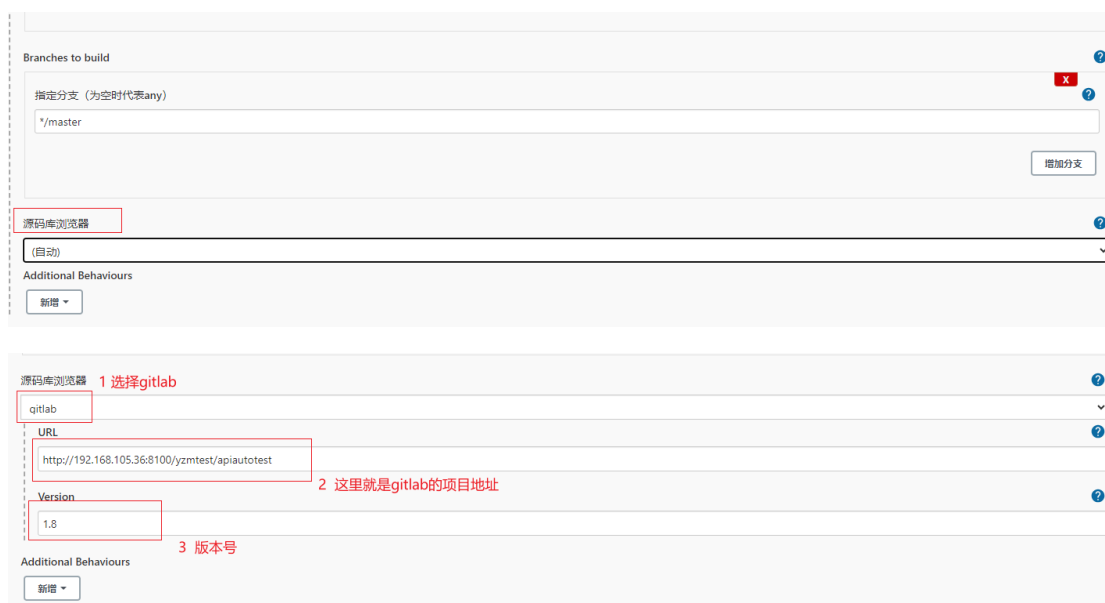 Branches to build
X
指定分支（为空时代表any）
*/master
增加分支
源码库浏览器
(自动)
Additional Behaviours
新增
源码库浏览器 1 选择gitlab
gitlab
URL
http://192.168.105.36:8100/yzmtest/apiautotest
2 这里就是gitlab的项目地址
Version
1.8
3 版本号
Additional Behaviours
新增